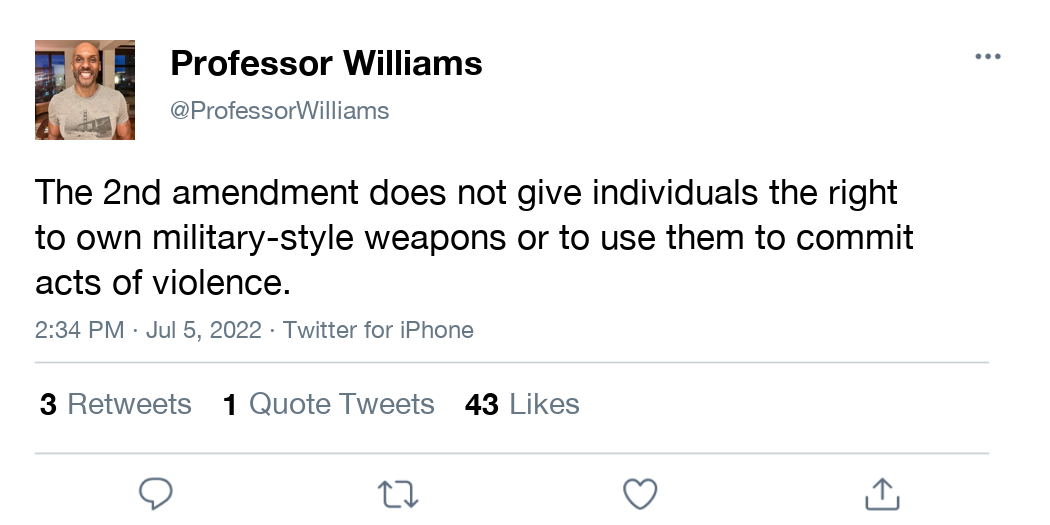 Professor Williams
@ProfessorWilliams
The 2nd amendment does not give individuals the right
to own military-style weapons or to use them to commit
acts of violence.
2:34 PM · Jul 5, 2022 · Twitter for iPhone
3 Retweets 1 Quote Tweets 43 Likes